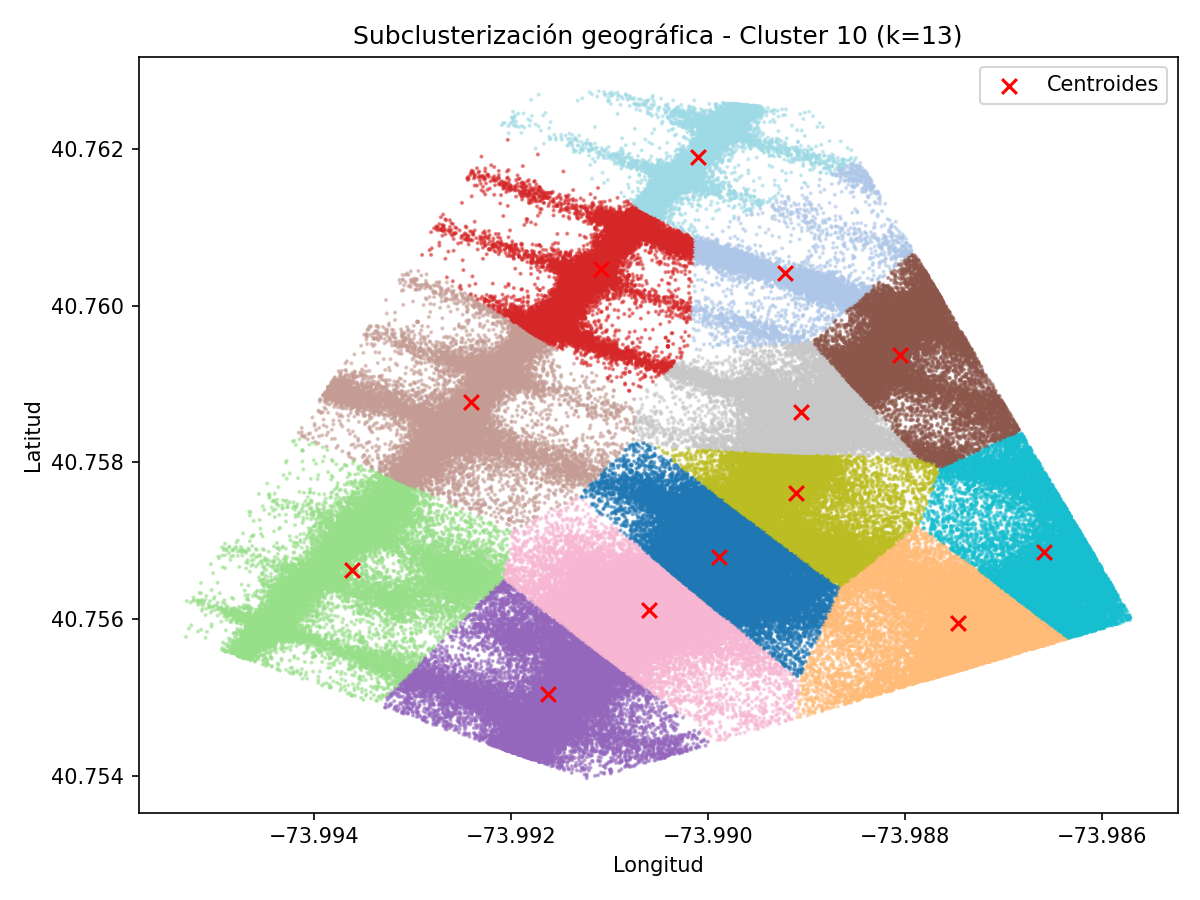 Subclusterización geográfica - Cluster 10 (k=13)
Centroides
40.762
40.760
40.758
40.756
40.754
Latitud
−73.994
−73.992
−73.990
−73.988
−73.986
Longitud